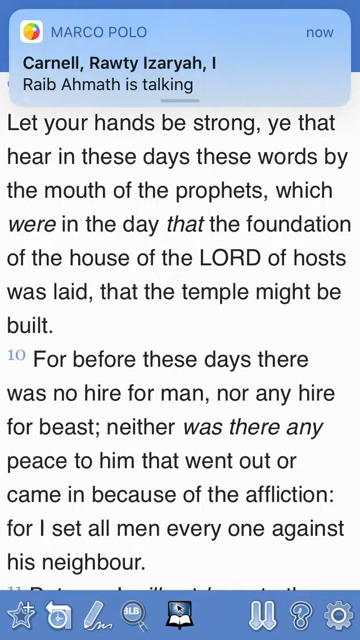 MARCO POLO
now
Carnell, Rawty Izaryah, I
Raib Ahmath is talking
Let your hands be strong, ye that
hear in these days these words by
the mouth of the prophets, which
were in the day that the foundation
of the house of the LORD of hosts
was laid, that the temple might be
built.
10 For before these days there
was no hire for man, nor any hire
for beast; neither was there any
peace to him that went out or
came in because of the affliction:
for I set all men every one against
his neighbour.
3LB